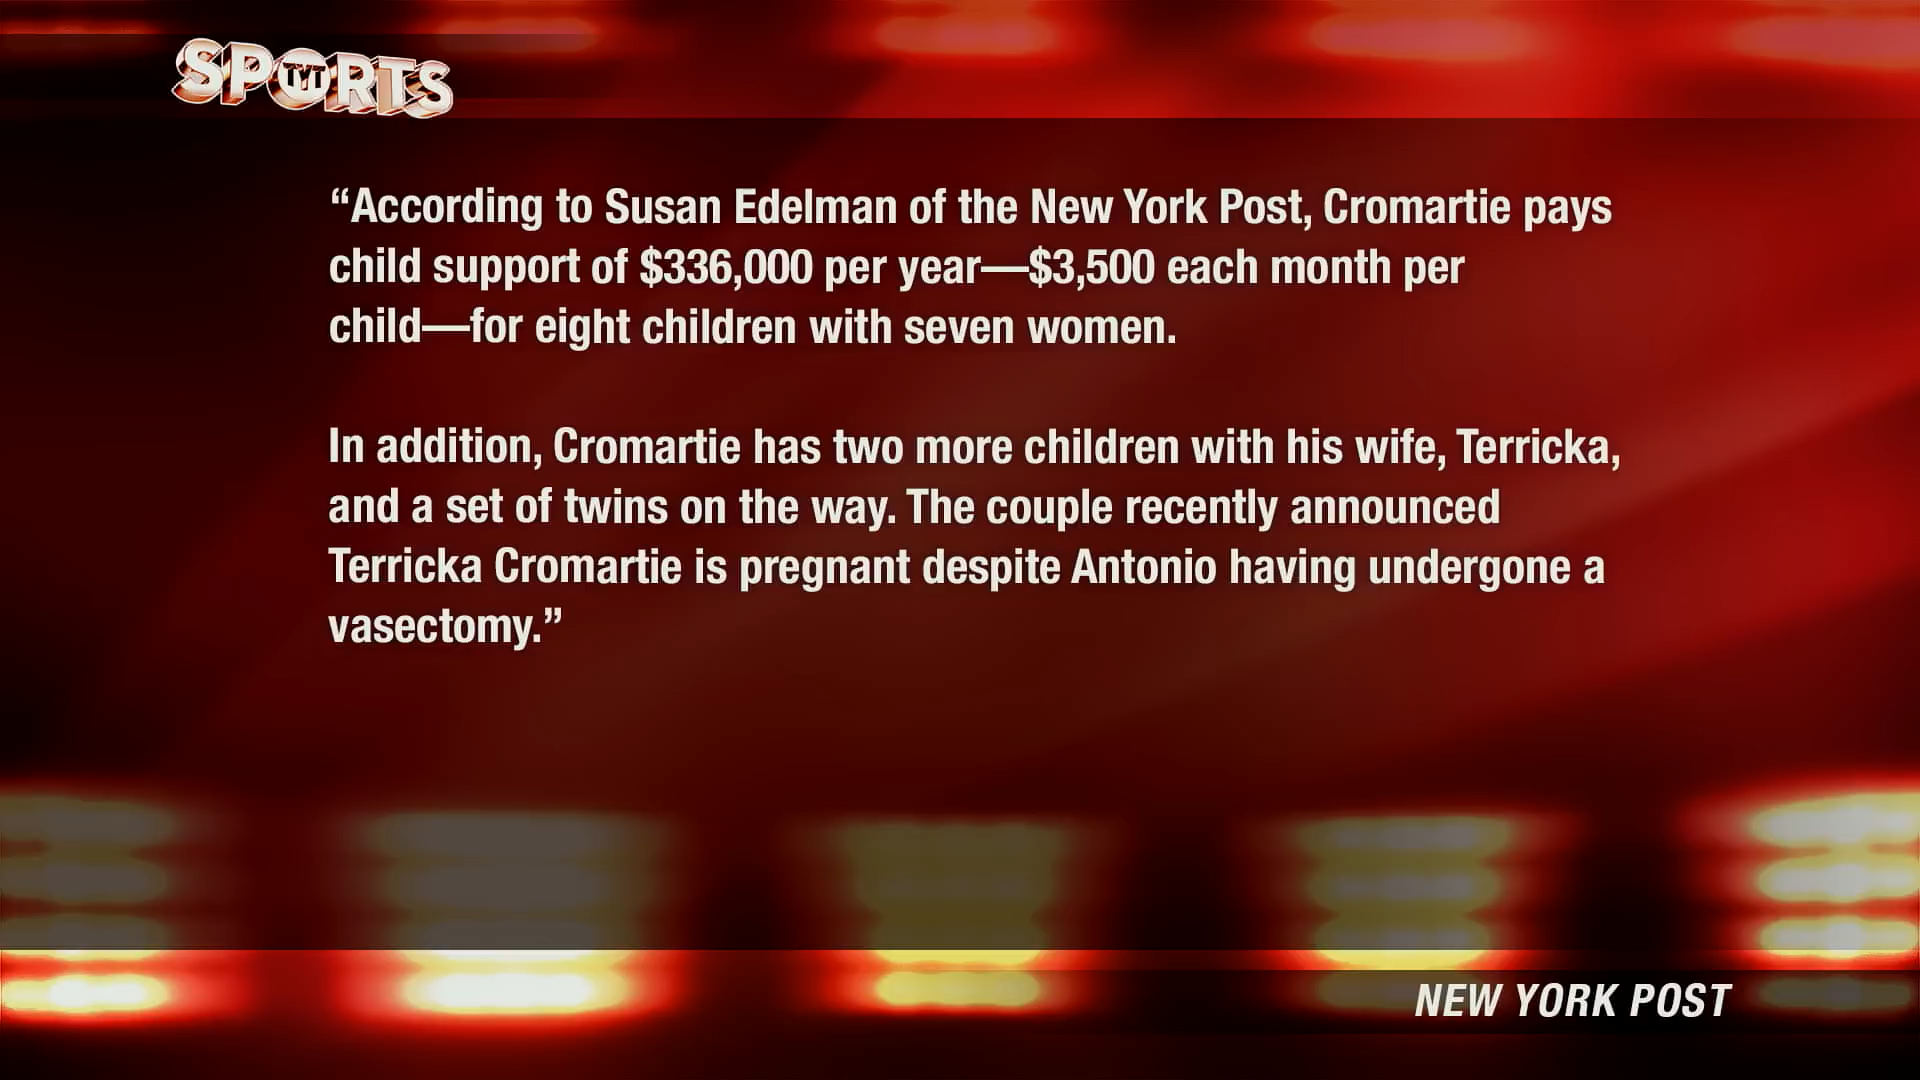 SPORTS
TYT
“According to Susan Edelman of the New York Post, Cromartie pays
child support of $336,000 per year—$3,500 each month per
child—for eight children with seven women.
In addition, Cromartie has two more children with his wife, Terricka,
and a set of twins on the way. The couple recently announced
Terricka Cromartie is pregnant despite Antonio having undergone a
vasectomy.”
NEW YORK POST